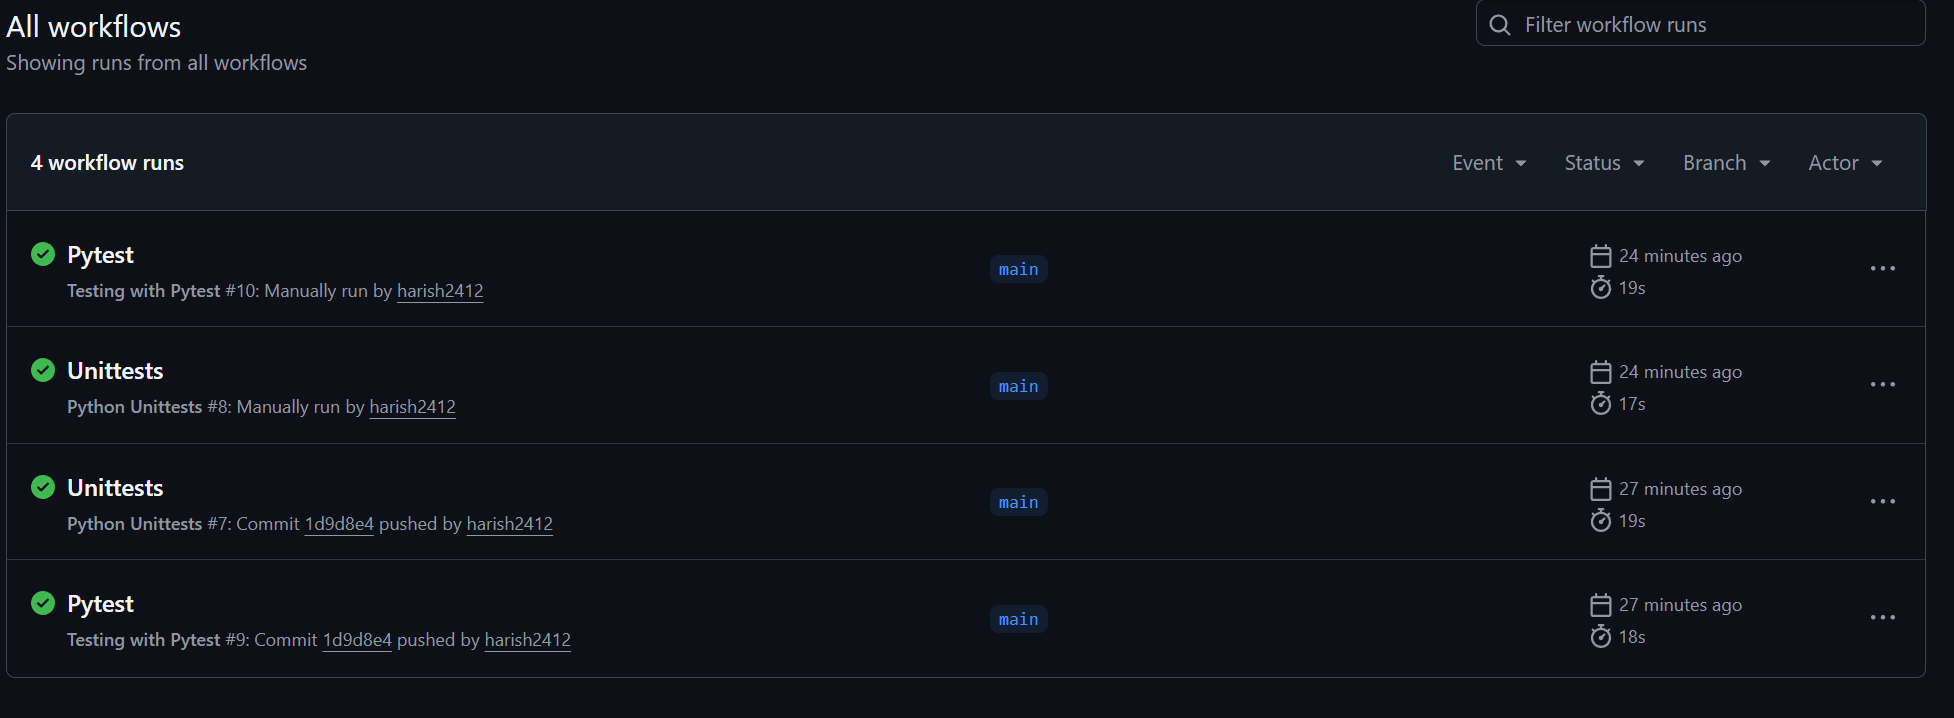 All workflows
Filter workflow runs
Showing runs from all workflows
4 workflow runs
Event
Status
Branch
Actor
Pytest
Testing with Pytest #10: Manually run by harish2412
main
24 minutes ago
19s
Unittests
Python Unittests #8: Manually run by harish2412
main
24 minutes ago
17s
Unittests
Python Unittests #7: Commit 1d9d8e4 pushed by harish2412
main
27 minutes ago
19s
Pytest
Testing with Pytest #9: Commit 1d9d8e4 pushed by harish2412
main
27 minutes ago
18s